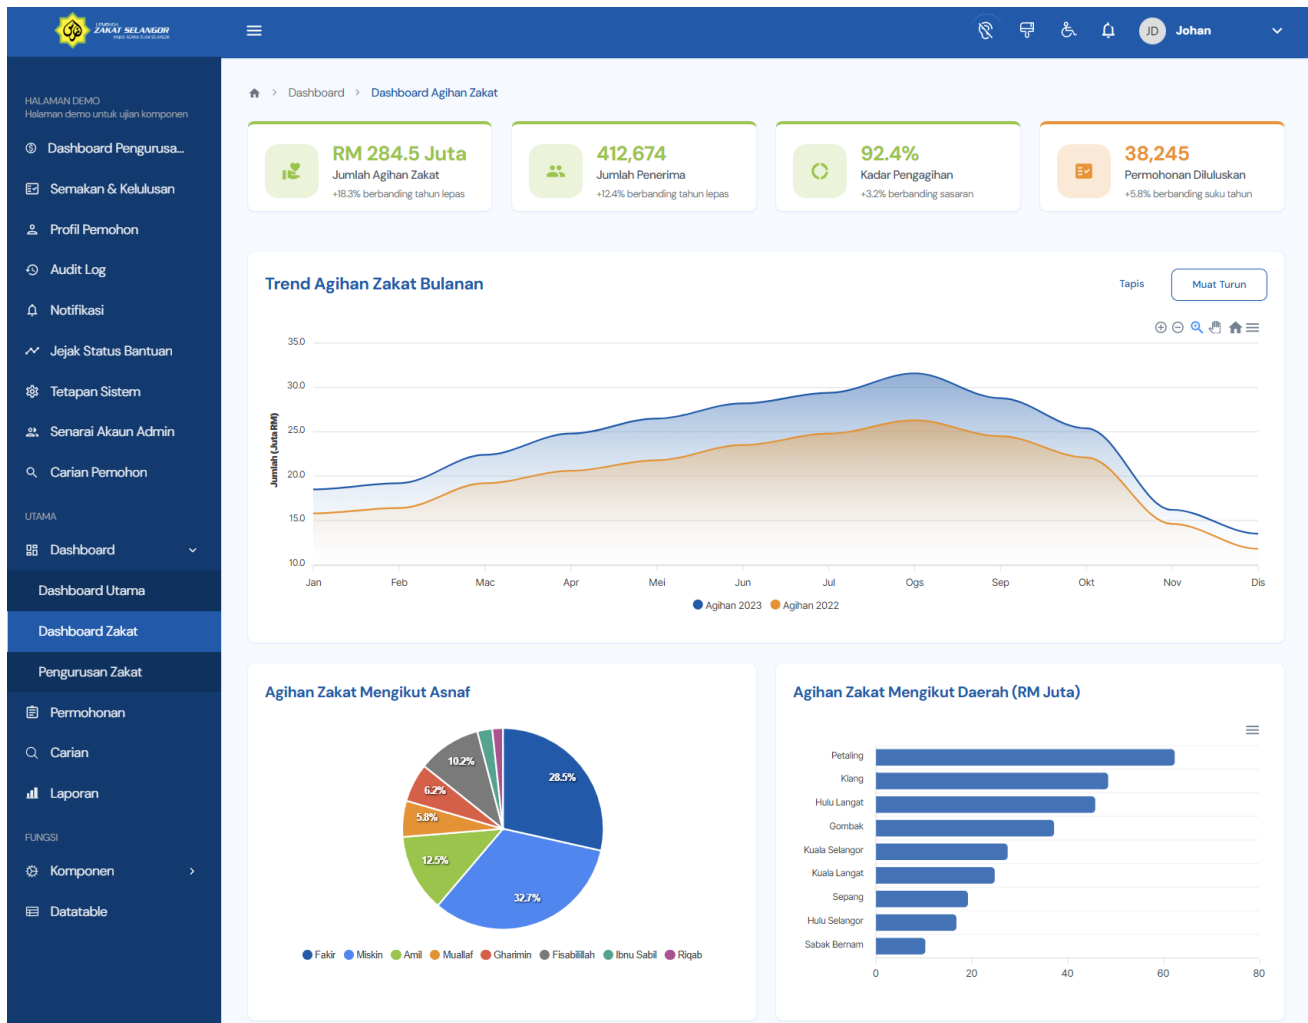 LEMBAGA
ZAKAT SELANGOR
JD
Johan
HALAMAN DEMO
Halaman demo untuk ujian komponen
Dashboard Pengurusa...
Semakan & Kelulusan
Profil Pemohon
Audit Log
Notifikasi
Jejak Status Bantuan
Tetapan Sistem
Senarai Akaun Admin
Carian Pemohon
UTAMA
Dashboard
Dashboard Utama
Dashboard Zakat
Pengurusan Zakat
Permohonan
Carian
Laporan
FUNGSI
Komponen
Datatable
Dashboard
Dashboard Agihan Zakat
RM 284.5 Juta
Jumlah Agihan Zakat
+18.3% berbanding tahun lepas
412,674
Jumlah Penerima
+12.4% berbanding tahun lepas
92.4%
Kadar Pengagihan
+3.2% berbanding sasaran
38,245
Permohonan Diluluskan
+5.8% berbanding suku tahun
Trend Agihan Zakat Bulanan
Tapis
Muat Turun
Jumlah (Juta RM)
35.0
30.0
25.0
20.0
15.0
10.0
Jan Feb Mac Apr Mei Jun Jul Ogs Sep Okt Nov Dis
Agihan 2023 Agihan 2022
Agihan Zakat Mengikut Asnaf
28.5%
32.7%
12.5%
5.8%
6.2%
10.2%
Fakir Miskin Amil Muallaf Gharimin Fisabilillah Ibnu Sabil Riqab
Agihan Zakat Mengikut Daerah (RM Juta)
Petaling
Klang
Hulu Langat
Gombak
Kuala Selangor
Kuala Langat
Sepang
Hulu Selangor
Sabak Bernam
0 20 40 60 80